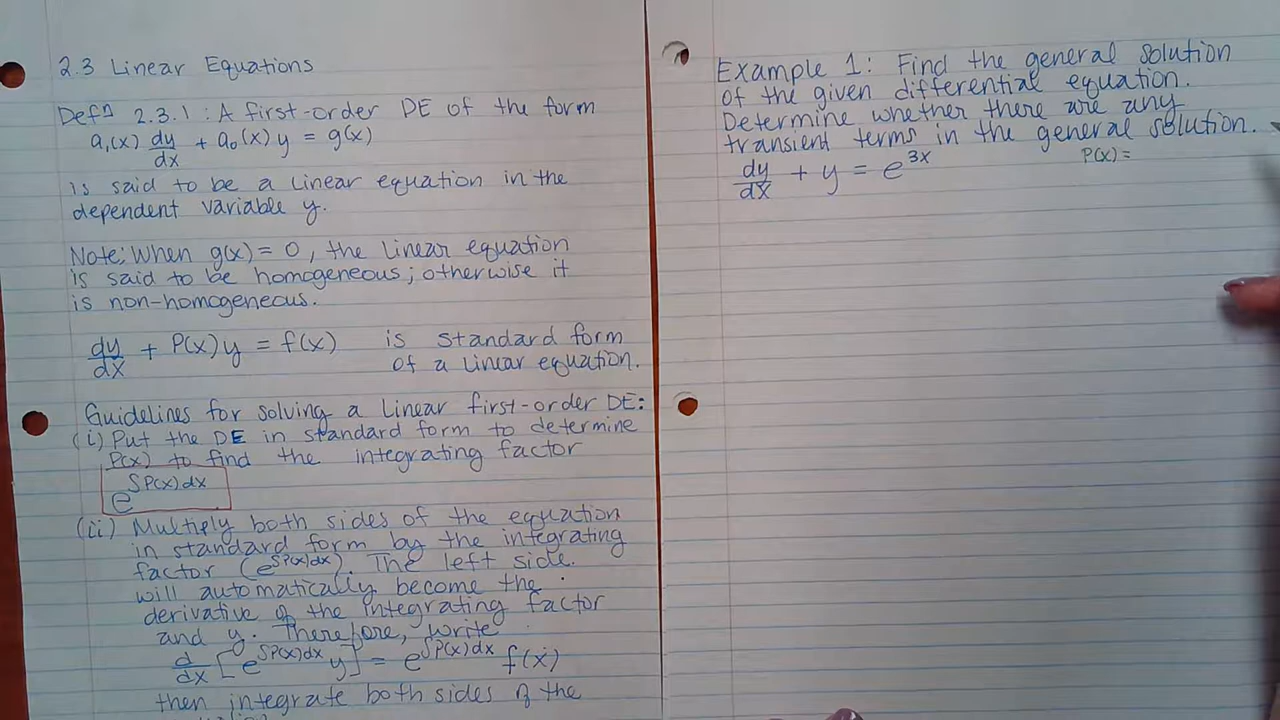 2.3 Linear Equations
Defⁿ 2.3.1 : A first-order DE of the form
a₁(x) dy/dx + a₀(x) y = g(x)
is said to be a linear equation in the
dependent variable y.
Note: When g(x) = 0, the linear equation
is said to be homogeneous; otherwise it
is non-homogeneous.
dy/dx + P(x) y = f(x) is standard form
of a linear equation.
Guidelines for solving a linear first-order DE:
(i) Put the DE in standard form to determine
P(x) to find the integrating factor
e^∫P(x)dx
(ii) Multiply both sides of the equation
in standard form by the integrating
factor (e^∫P(x)dx). The left side
will automatically become the
derivative of the integrating factor
and y. Therefore, write
d/dx [e^∫P(x)dx y] = e^∫P(x)dx f(x)
then integrate both sides of the
Example 1: Find the general solution
of the given differential equation.
Determine whether there are any
transient terms in the general solution.
P(x) =
dy/dx + y = e^3x